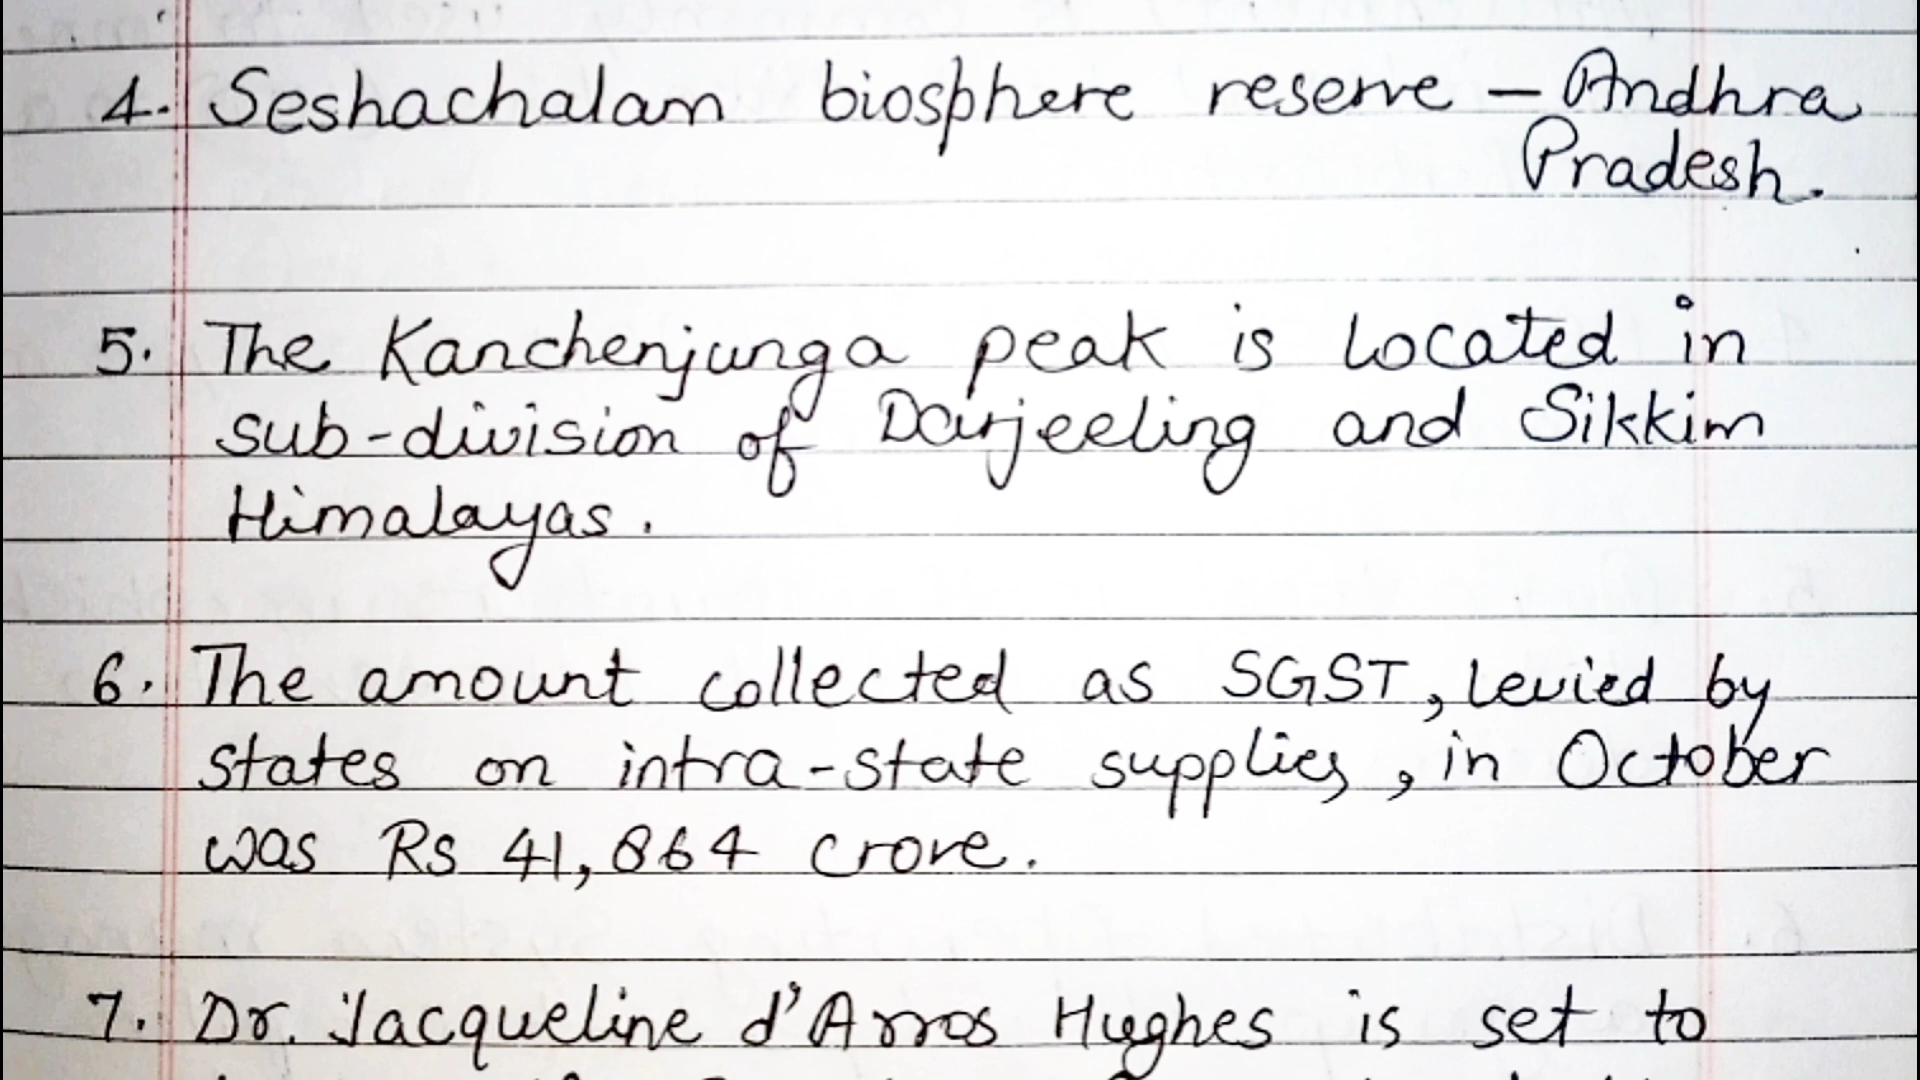 4. Seshachalam biosphere reserve - Andhra
Pradesh.
5. The Kanchenjunga peak is located in
sub-division of Darjeeling and Sikkim
Himalayas.
6. The amount collected as SGST, levied by
states on intra-state supplies, in October
was Rs 41,864 crore.
7. Dr. Jacqueline d'Arros Hughes is set to